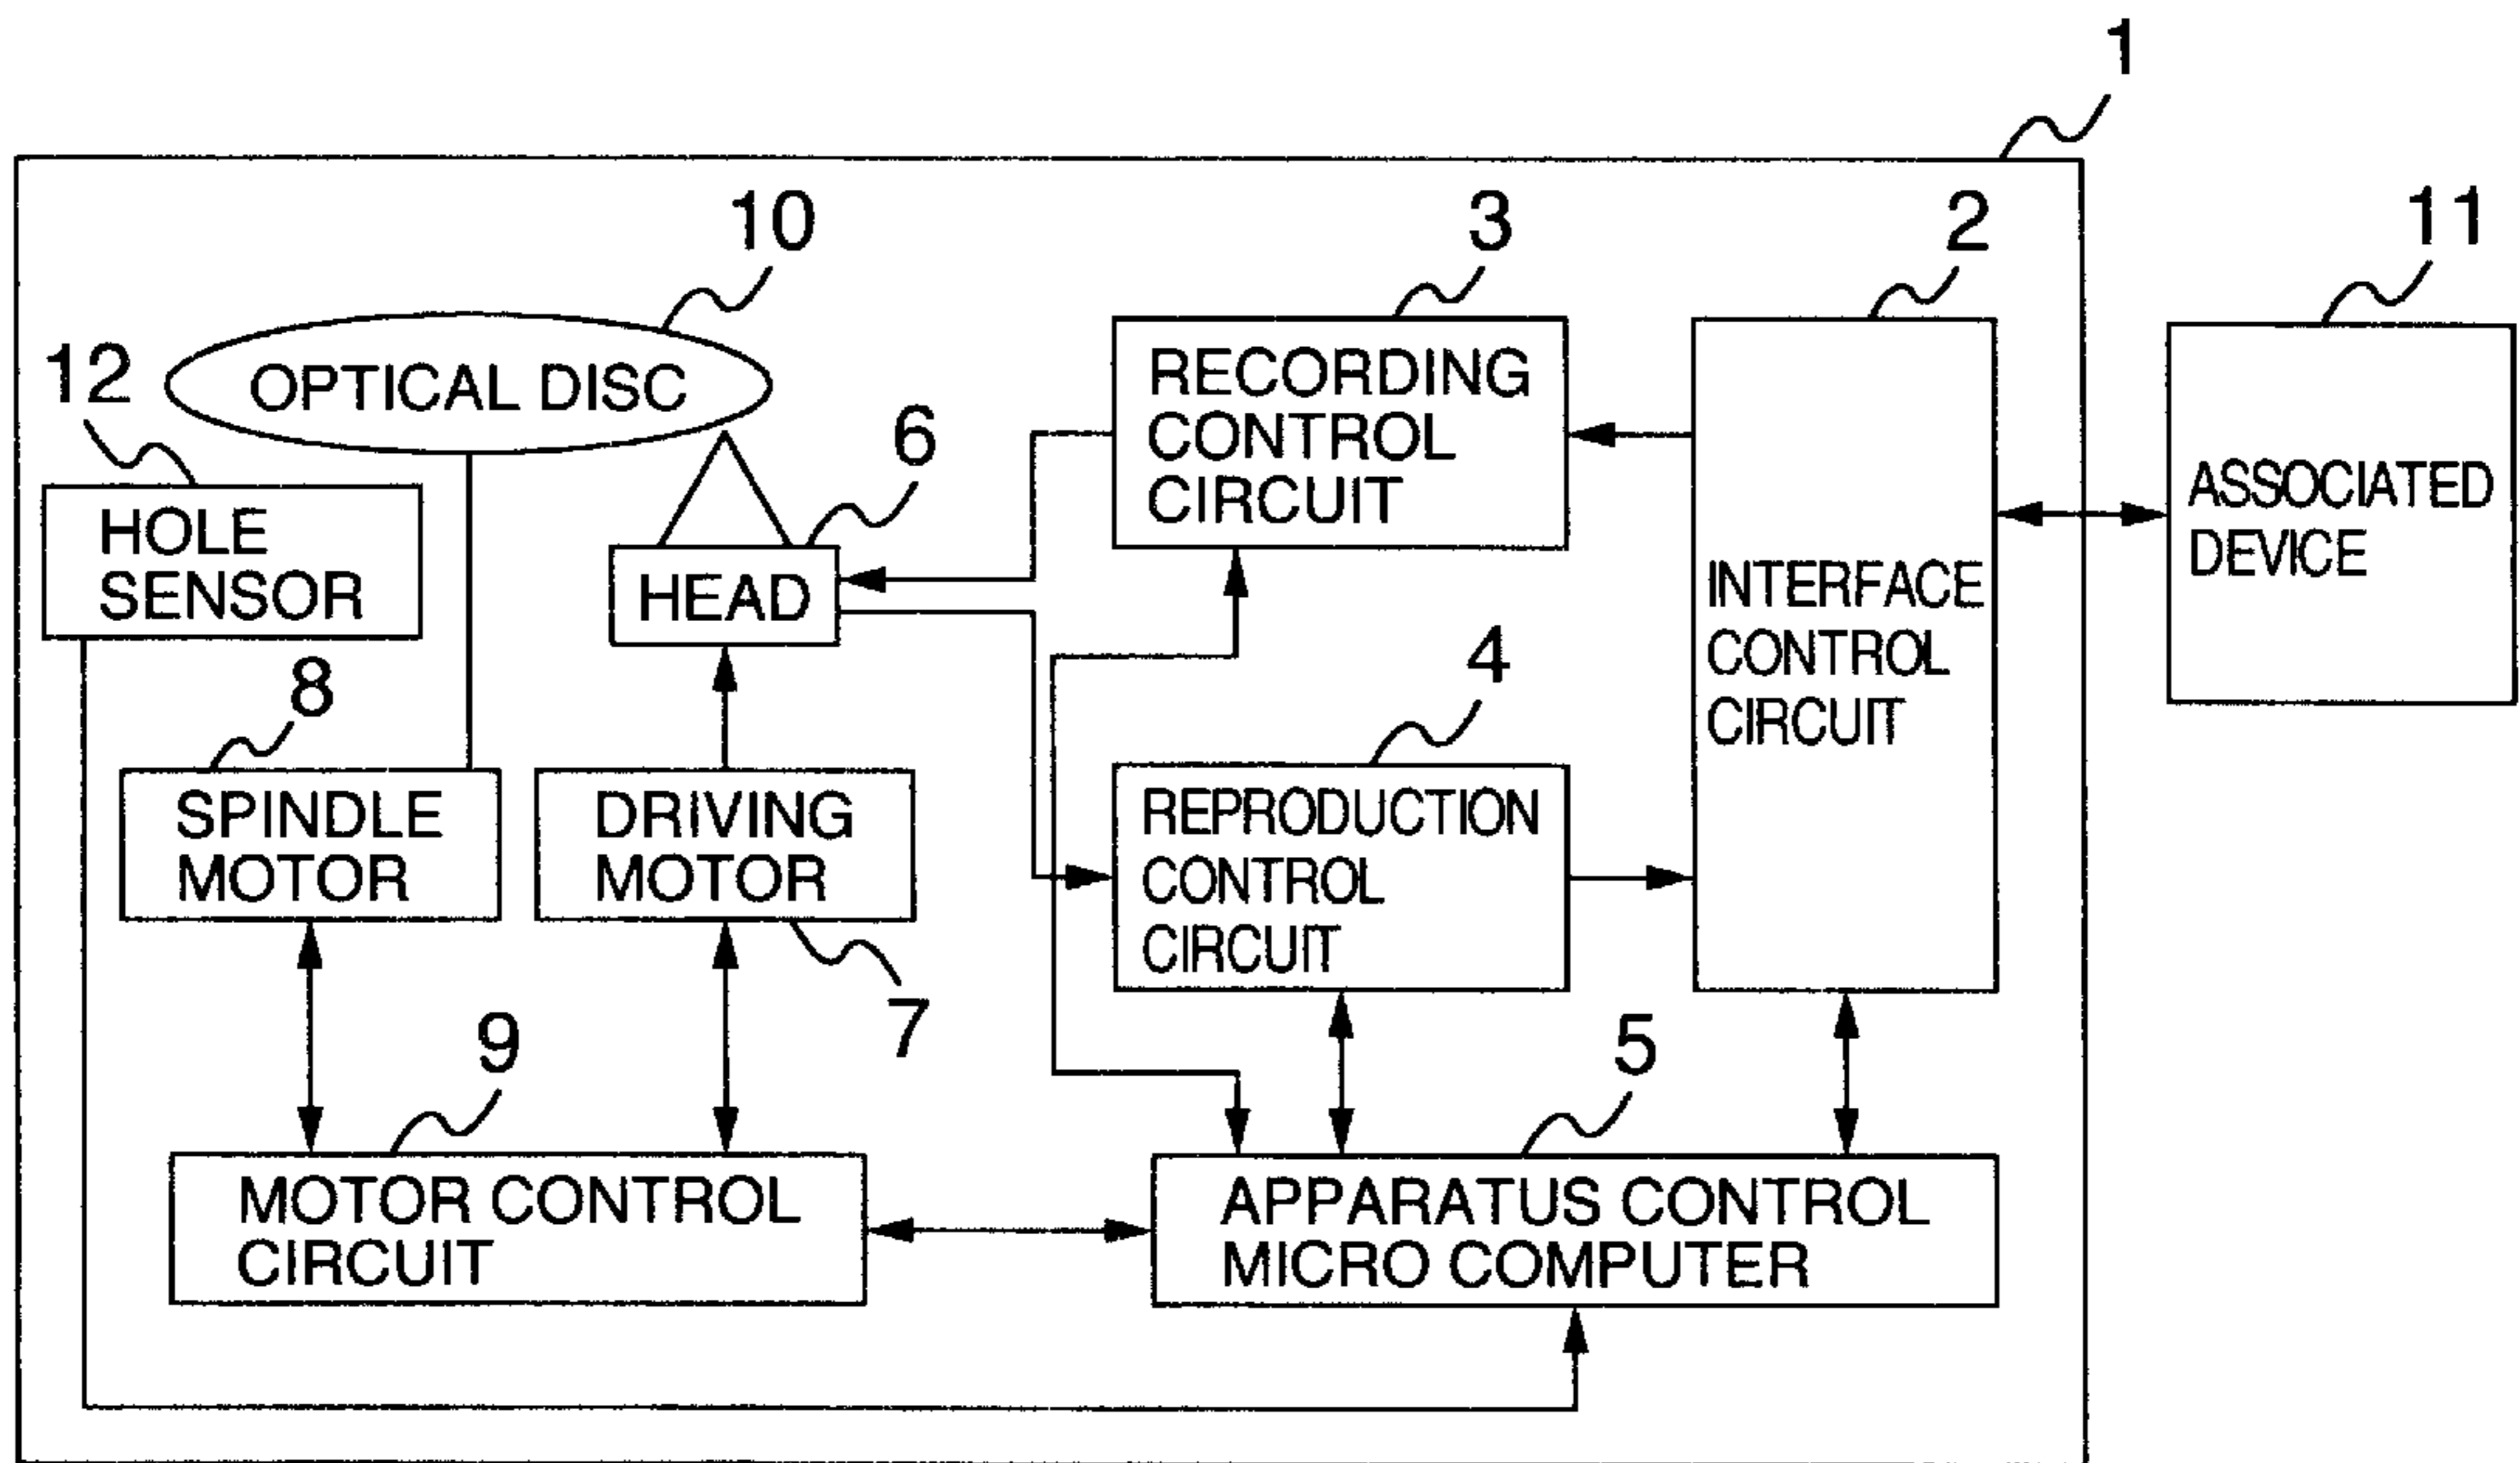 1
10
3
2
11
12
OPTICAL DISC
6
RECORDING
CONTROL
CIRCUIT
ASSOCIATED
DEVICE
HOLE
SENSOR
HEAD
INTERFACE
CONTROL
CIRCUIT
8
4
SPINDLE
MOTOR
DRIVING
MOTOR
REPRODUCTION
CONTROL
CIRCUIT
7
9
5
MOTOR CONTROL
CIRCUIT
APPARATUS CONTROL
MICRO COMPUTER